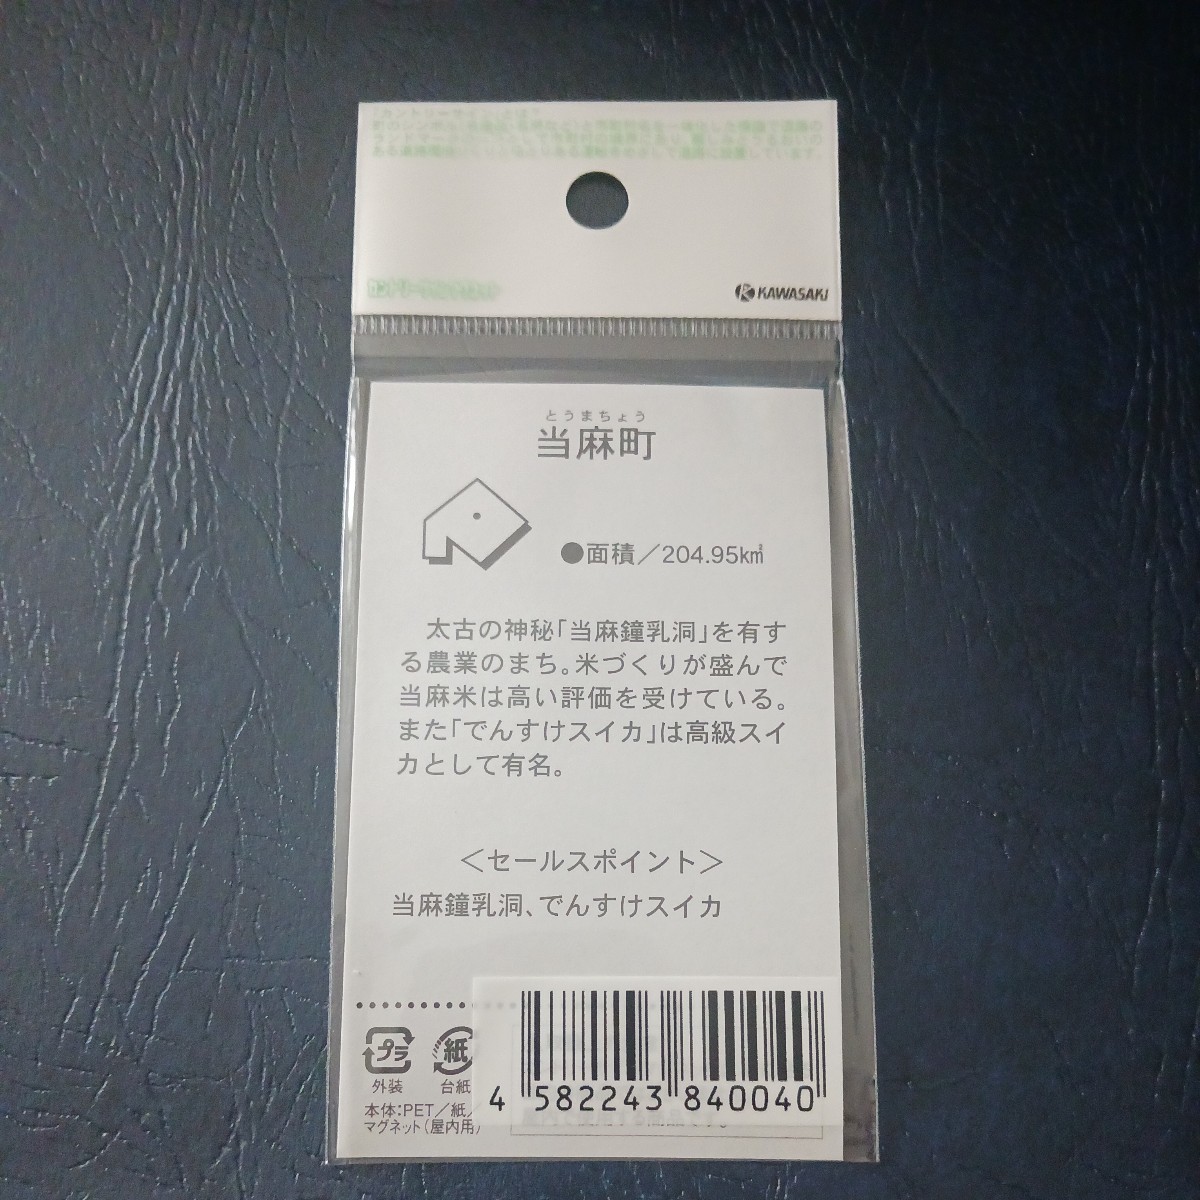 KAWASAKI
とうまちょう
当麻町
●面積／204.95k㎡
太古の神秘「当麻鐘乳洞」を有す
る農業のまち。米づくりが盛んで
当麻米は高い評価を受けている。
また「でんすけスイカ」は高級スイ
カとして有名。
＜セールスポイント＞
当麻鐘乳洞、でんすけスイカ
プラ
紙
外装
台紙
本体：PET／紙／
マグネット（屋内用）
4 582243 840040